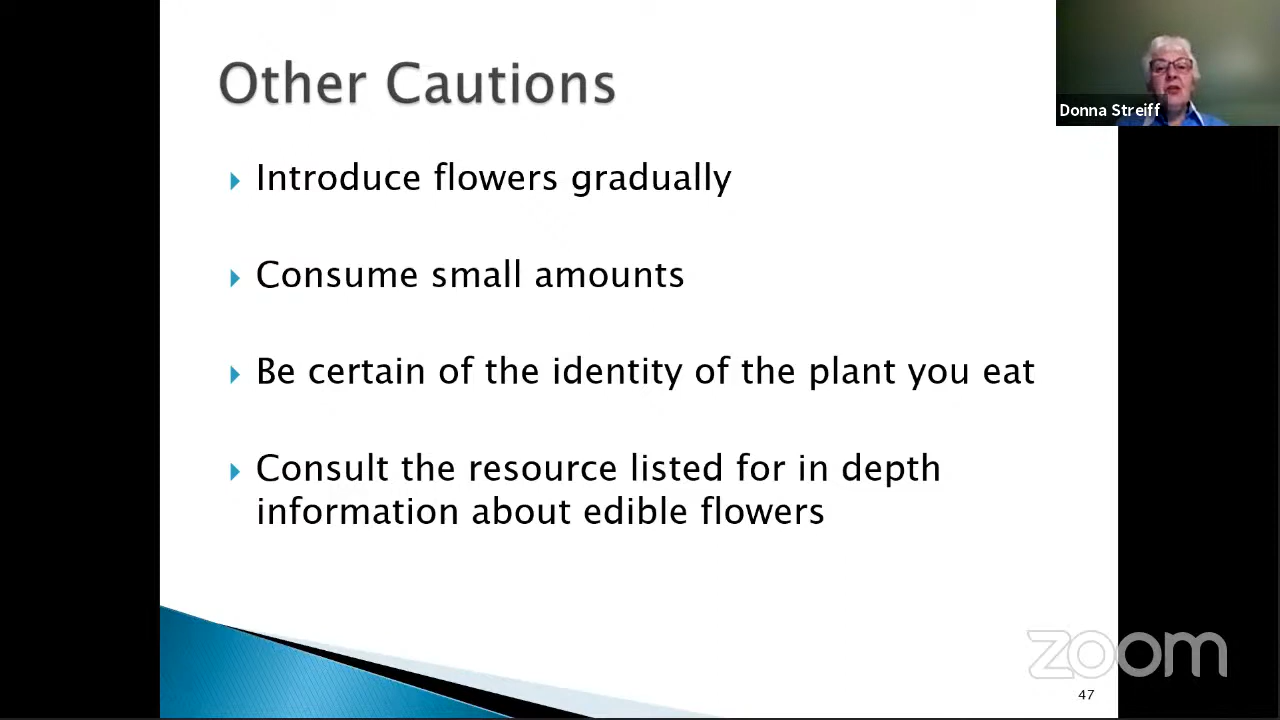 Other Cautions
Donna Streiff
Introduce flowers gradually
Consume small amounts
Be certain of the identity of the plant you eat
Consult the resource listed for in depth
information about edible flowers
zoom
47